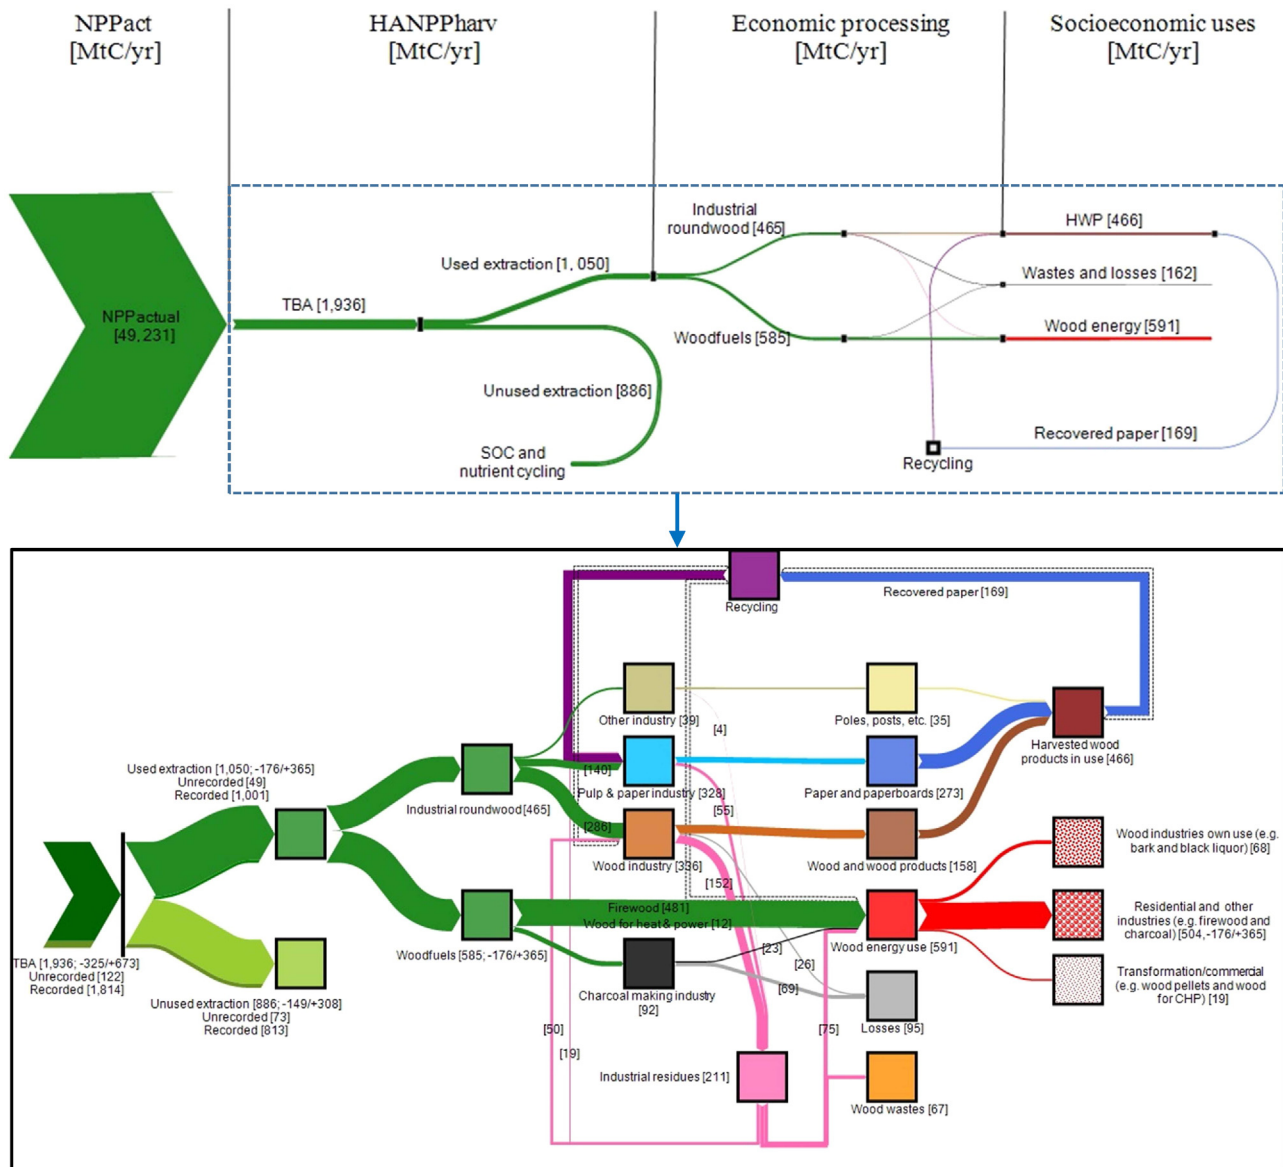 NPPact
[MtC/yr]
HANPPharv
[MtC/yr]
Economic processing
[MtC/yr]
Socioeconomic uses
[MtC/yr]
NPPactual
[49,231]
TBA [1,936]
Used extraction [1, 050]
Unused extraction [886]
SOC and
nutrient cycling
Industrial
roundwood [465]
Woodfuels [585]
HWP [466]
Wastes and losses [162]
Wood energy [591]
Recovered paper [169]
Recycling
Recycling
Recovered paper [169]
Other industry [39]
[4]
Poles, posts, etc. [35]
Harvested wood
products in use [466]
Used extraction [1,050; -176/+365]
Unrecorded [49]
Recorded [1,001]
Industrial roundwood [465]
[140]
Pulp & paper industry [328]
[55]
Paper and paperboards [273]
[286]
Wood industry [336]
[152]
Wood and wood products [158]
Wood industries own use (e.g.
bark and black liquor) [68]
Firewood [481]
Wood for heat & power [12]
Wood energy use [591]
Residential and other
industries (e.g. firewood and
charcoal) [504, -176/+365]
TBA [1,936; -325/+673]
Unrecorded [122]
Recorded [1,814]
Woodfuels [585; -176/+365]
[23]
[26]
Charcoal making industry
[92]
[69]
Transformation/commercial
(e.g. wood pellets and wood
for CHP) [19]
Unused extraction [886; -149/+308]
Unrecorded [73]
Recorded [813]
[50]
[19]
[75]
Losses [95]
Industrial residues [211]
Wood wastes [67]